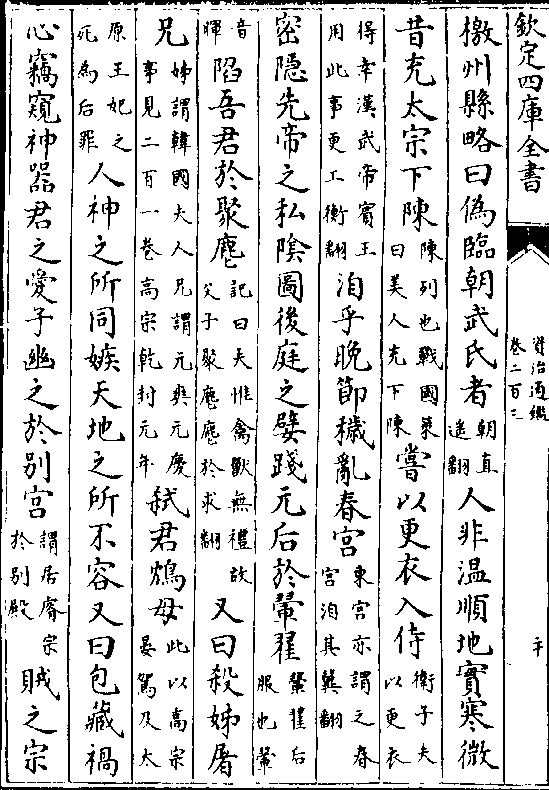 欽定四庫全書
資治通鑑
卷二百三
檄州縣略曰偽臨朝武氏者朝直遙翻人非温順地實寒微
昔充太宗下陳陳列也戰國策曰美人充下陳嘗以更衣入侍衛子夫以更衣
得幸漢武帝賓王用此事更工衡翻洎乎晚節穢亂春宮東宮亦謂之春宮洎其冀翻
密隱先帝之私陰圖後庭之嬖踐元后於翬翟翬翟后服也翬
音暉陷吾君於聚麀記曰夫惟禽獸無禮故父子聚麀麀於求翻又曰殺姊屠
兄姊謂韓國夫人兄謂元爽元慶事見二百一卷高宗乾封元年弑君鴆母此以高宗晏駕及太
原王妃之死為后罪人神之所同嫉天地之所不容又曰包藏禍
心竊窺神器君之愛子幽之於别宫謂居睿宗於别殿賊之宗